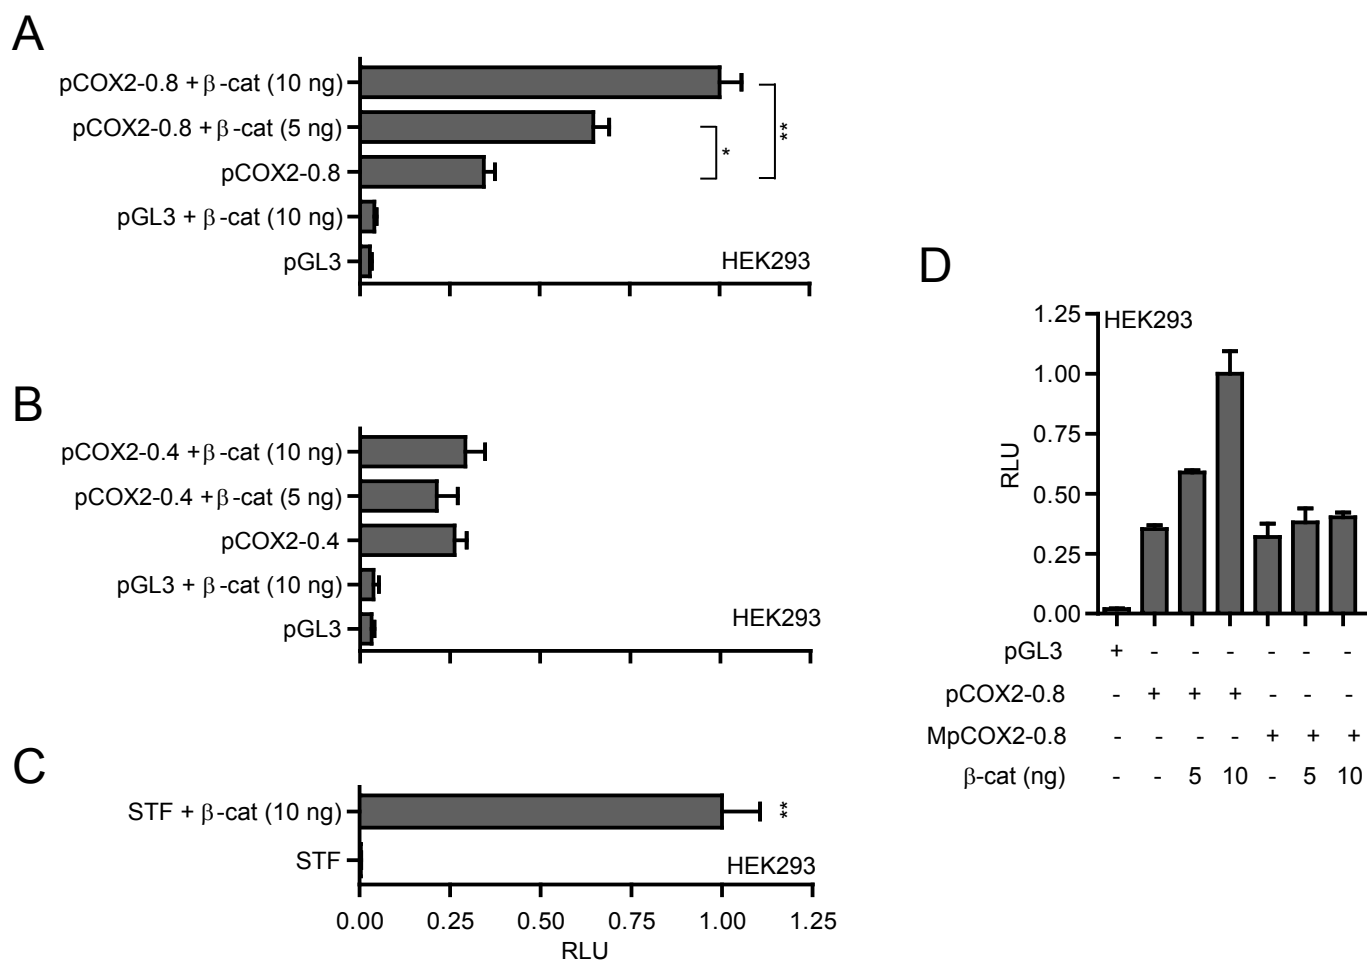 A
pCOX2-0.8 + β-cat (10 ng)
pCOX2-0.8 + β-cat (5 ng)
pCOX2-0.8
pGL3 + β-cat (10 ng)
pGL3
**
*
HEK293
B
pCOX2-0.4 + β-cat (10 ng)
pCOX2-0.4 + β-cat (5 ng)
pCOX2-0.4
pGL3 + β-cat (10 ng)
pGL3
HEK293
C
STF + β-cat (10 ng)
STF
**
HEK293
0.00 0.25 0.50 0.75 1.00 1.25
RLU
D
HEK293
1.25
1.00
0.75
0.50
0.25
0.00
RLU
pGL3 + - - - - - -
pCOX2-0.8 - + + + - - -
MpCOX2-0.8 - - - - + + +
β-cat (ng) - - 5 10 - 5 10